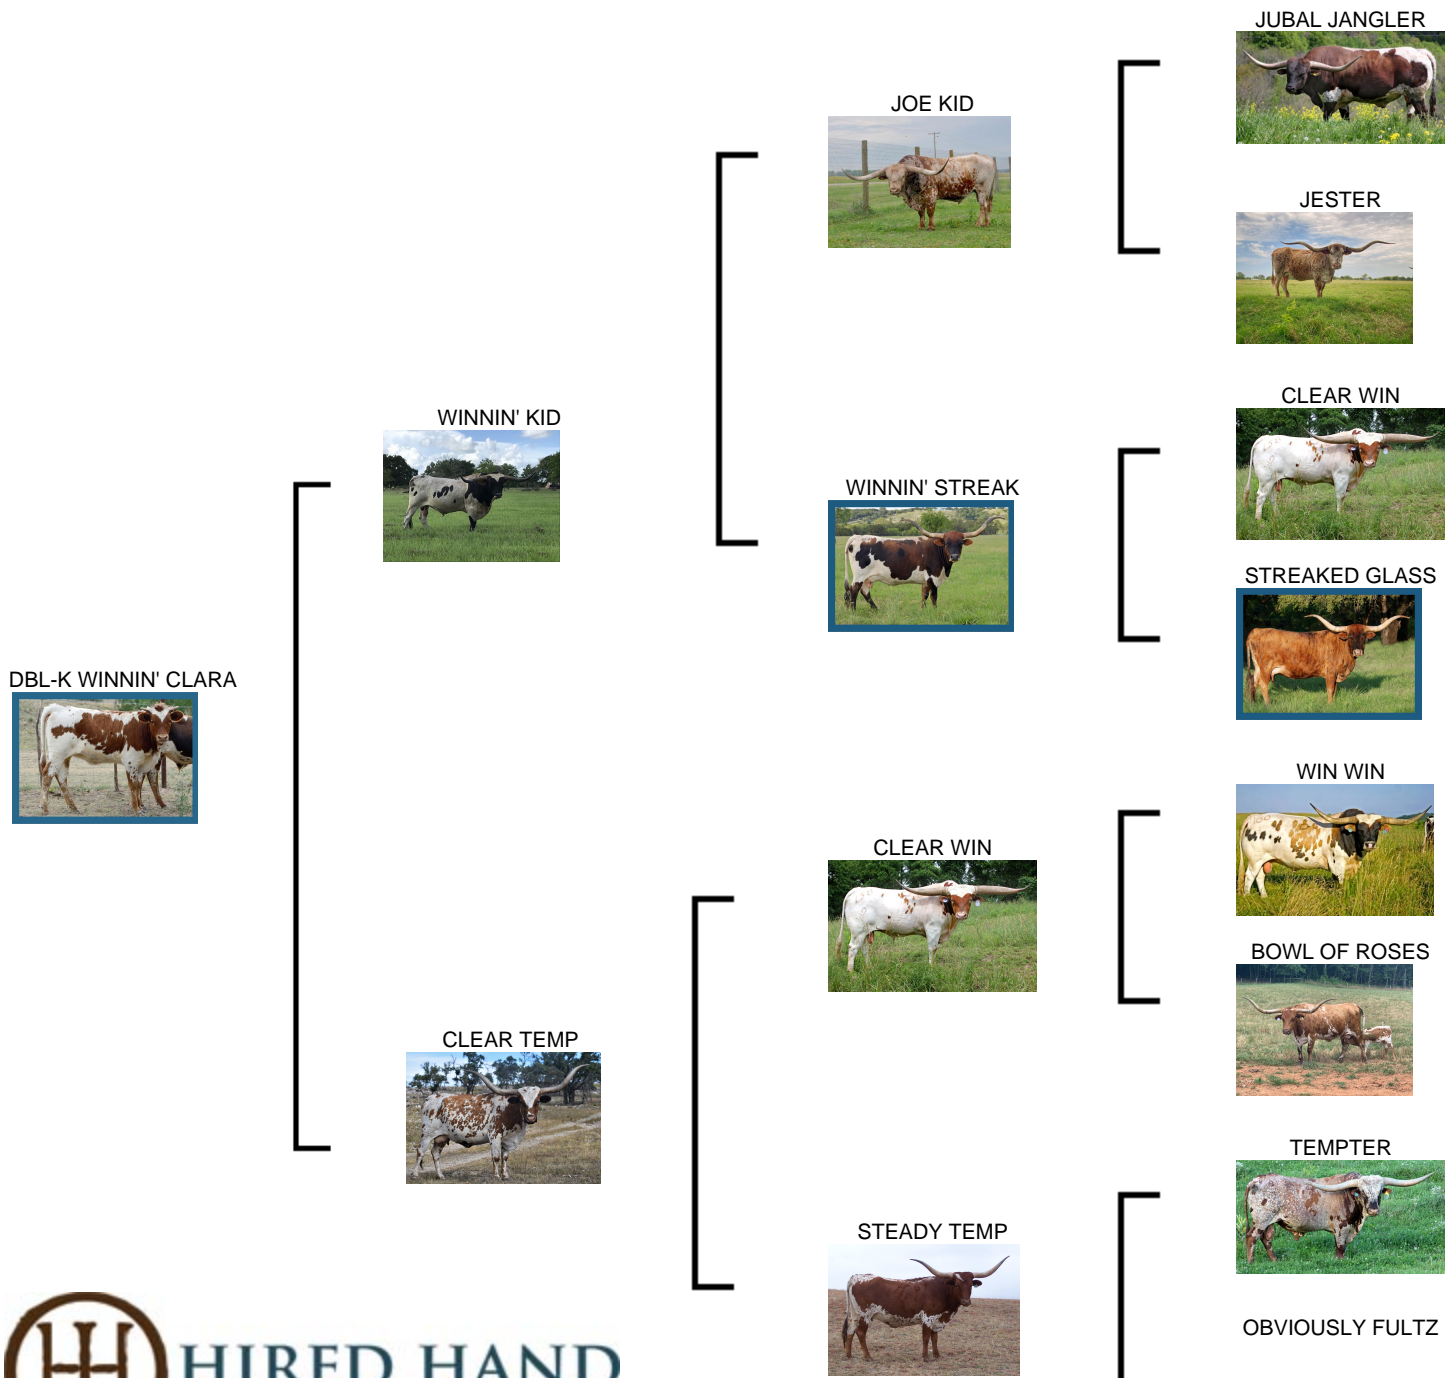 JUBAL JANGLER
JOE KID
JESTER
CLEAR WIN
WINNIN' KID
WINNIN' STREAK
STREAKED GLASS
DBL-K WINNIN' CLARA
WIN WIN
CLEAR WIN
BOWL OF ROSES
CLEAR TEMP
TEMPTER
STEADY TEMP
OBVIOUSLY FULTZ
HIRED HAND